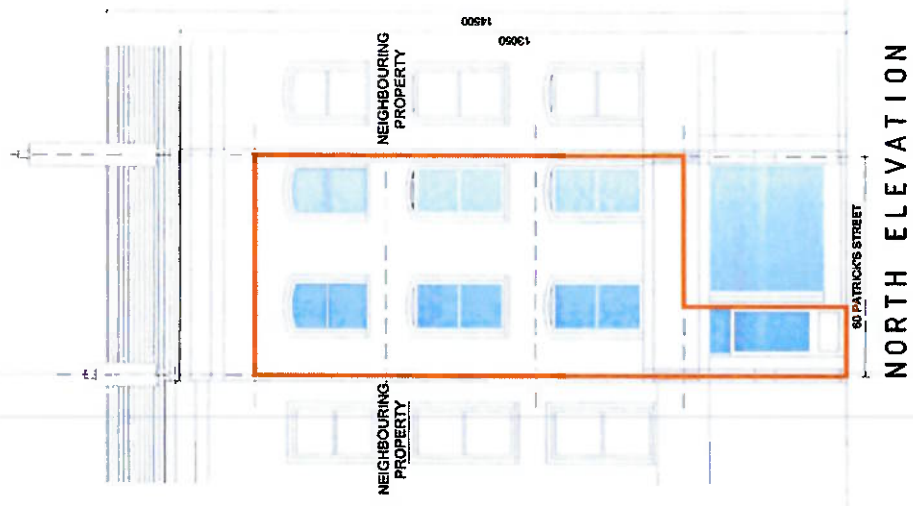 14500
13050
NEIGHBOURING
PROPERTY
NEIGHBOURING
PROPERTY
60 PATRICK'S STREET
NORTH ELEVATION